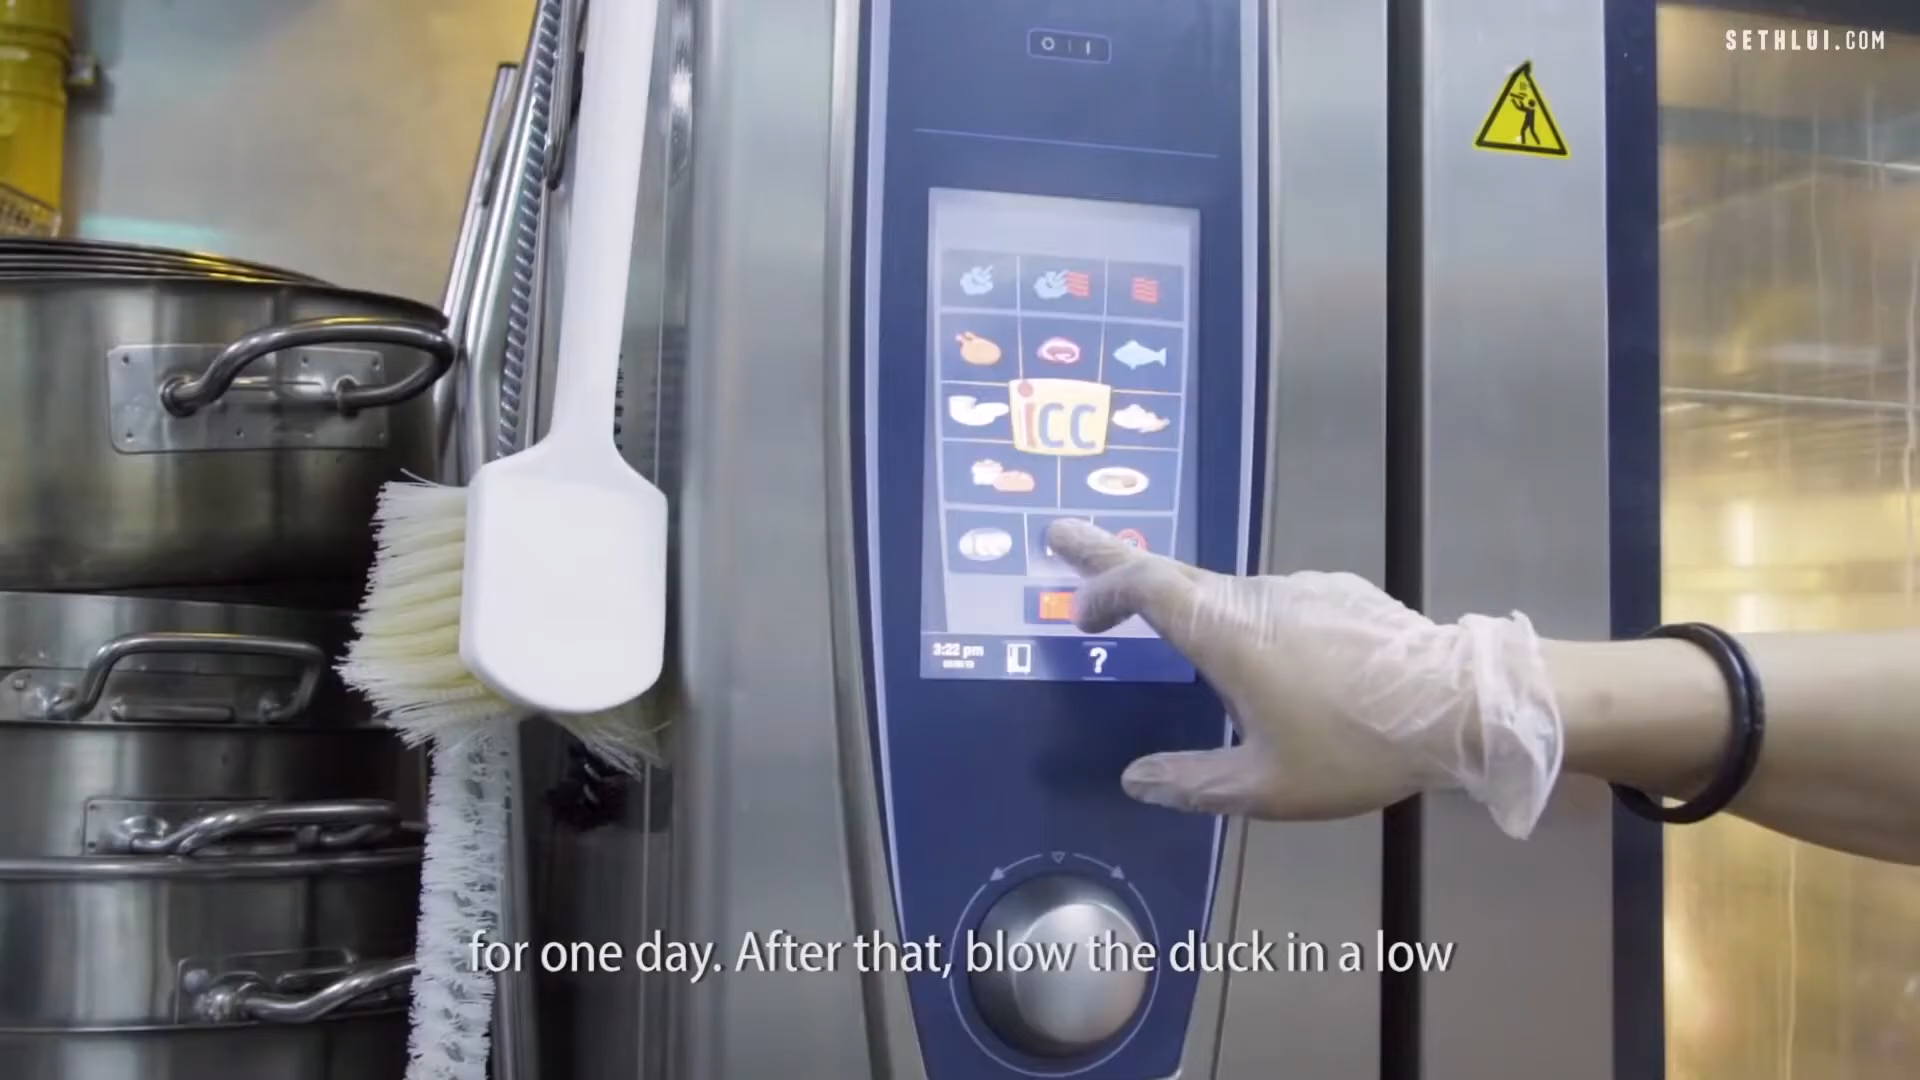 SETHLUI.COM
O | I
icc
3:22 pm
?
for one day. After that, blow the duck in a low